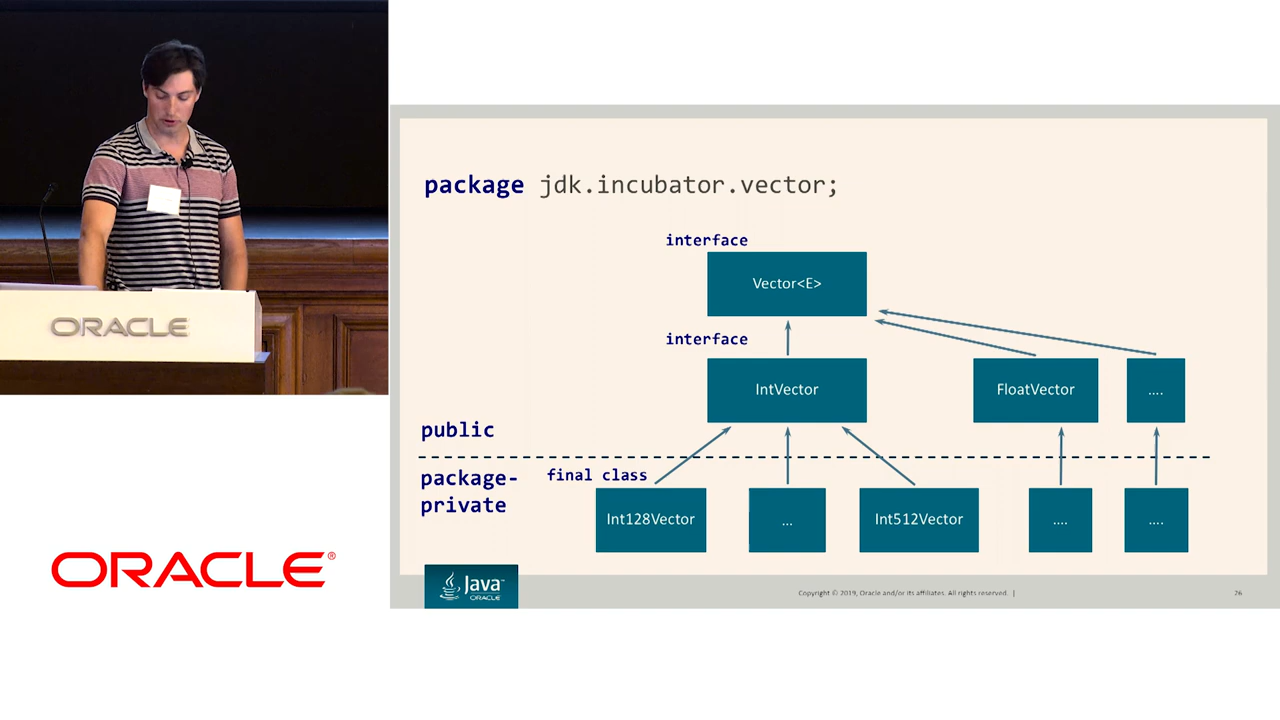 package jdk.incubator.vector;
interface
Vector<E>
interface
IntVector
FloatVector
....
public
package-
private
final class
Int128Vector
...
Int512Vector
....
....
ORACLE
ORACLE®
Java™
ORACLE
Copyright © 2019, Oracle and/or its affiliates. All rights reserved. |
26